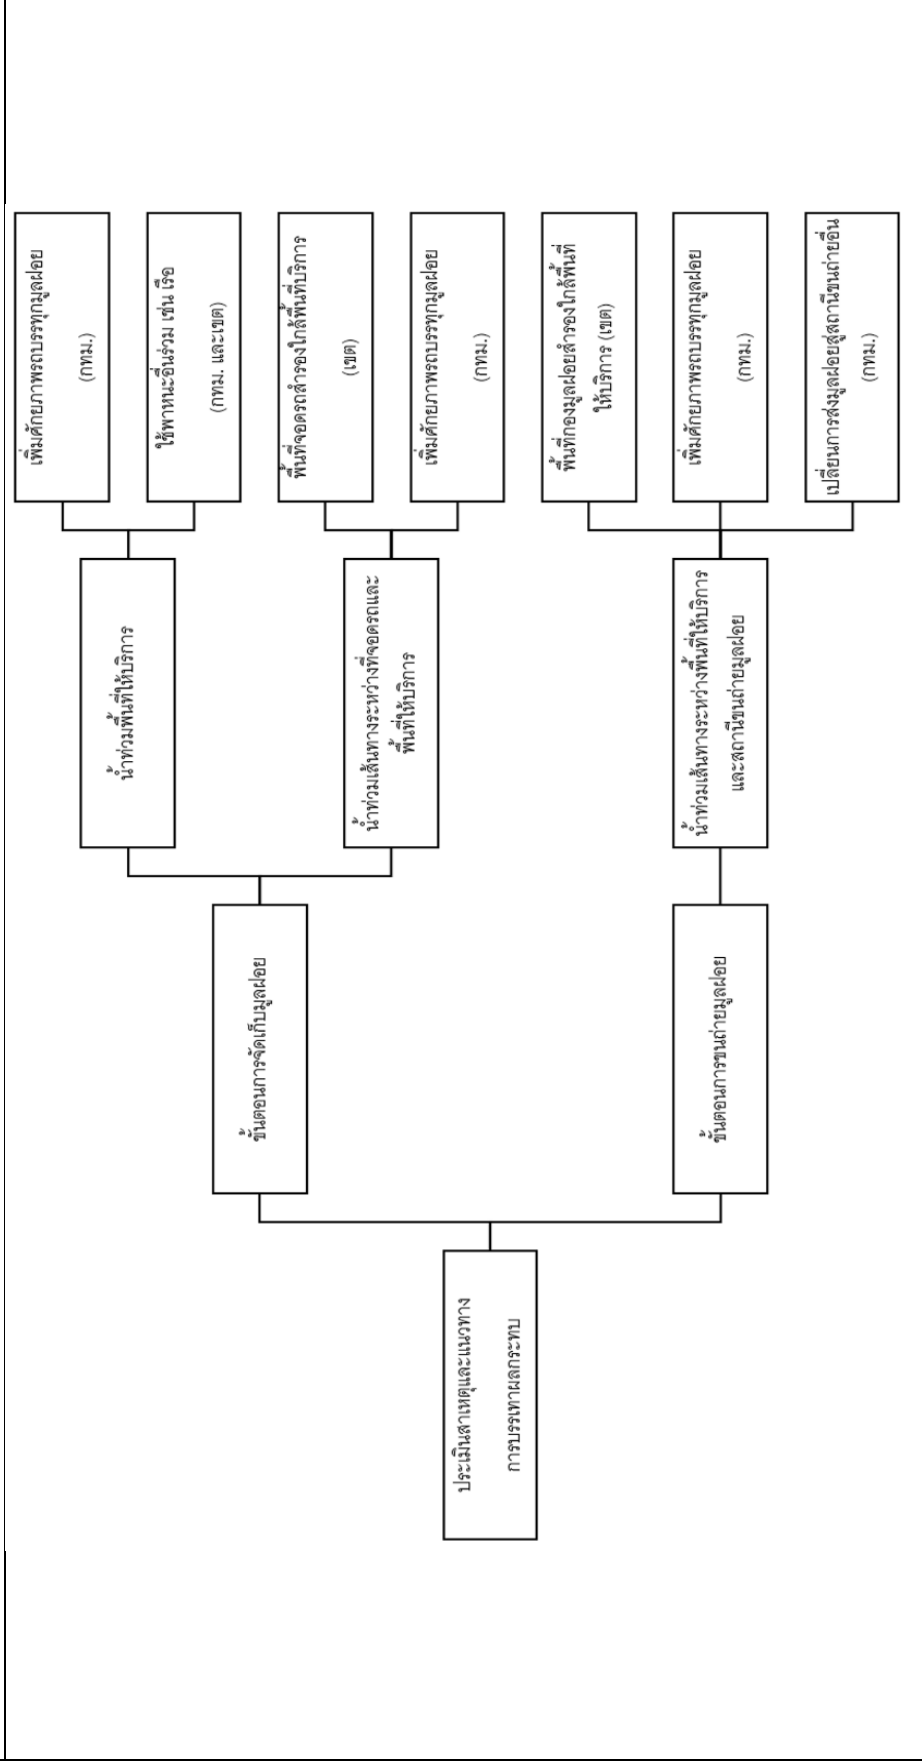 ประเมินสาเหตุและแนวทาง
การบรรเทาผลกระทบ
ขั้นตอนการจัดเก็บมูลฝอย
น้ำท่วมพื้นที่ให้บริการ
เพิ่มศักยภาพรถบรรทุกมูลฝอย
(กทม.)
ใช้พาหนะอื่นร่วม เช่น เรือ
(กทม. และเขต)
น้ำท่วมเส้นทางระหว่างที่จอดรถและ
พื้นที่ให้บริการ
พื้นที่จอดรถสำรองใกล้พื้นที่บริการ
(เขต)
เพิ่มศักยภาพรถบรรทุกมูลฝอย
(กทม.)
ขั้นตอนการขนถ่ายมูลฝอย
น้ำท่วมเส้นทางระหว่างพื้นที่ให้บริการ
และสถานีขนถ่ายมูลฝอย
พื้นที่กองมูลฝอยสำรองใกล้พื้นที่
ให้บริการ (เขต)
เพิ่มศักยภาพรถบรรทุกมูลฝอย
(กทม.)
เปลี่ยนการส่งมูลฝอยสู่สถานีขนถ่ายอื่น
(กทม.)